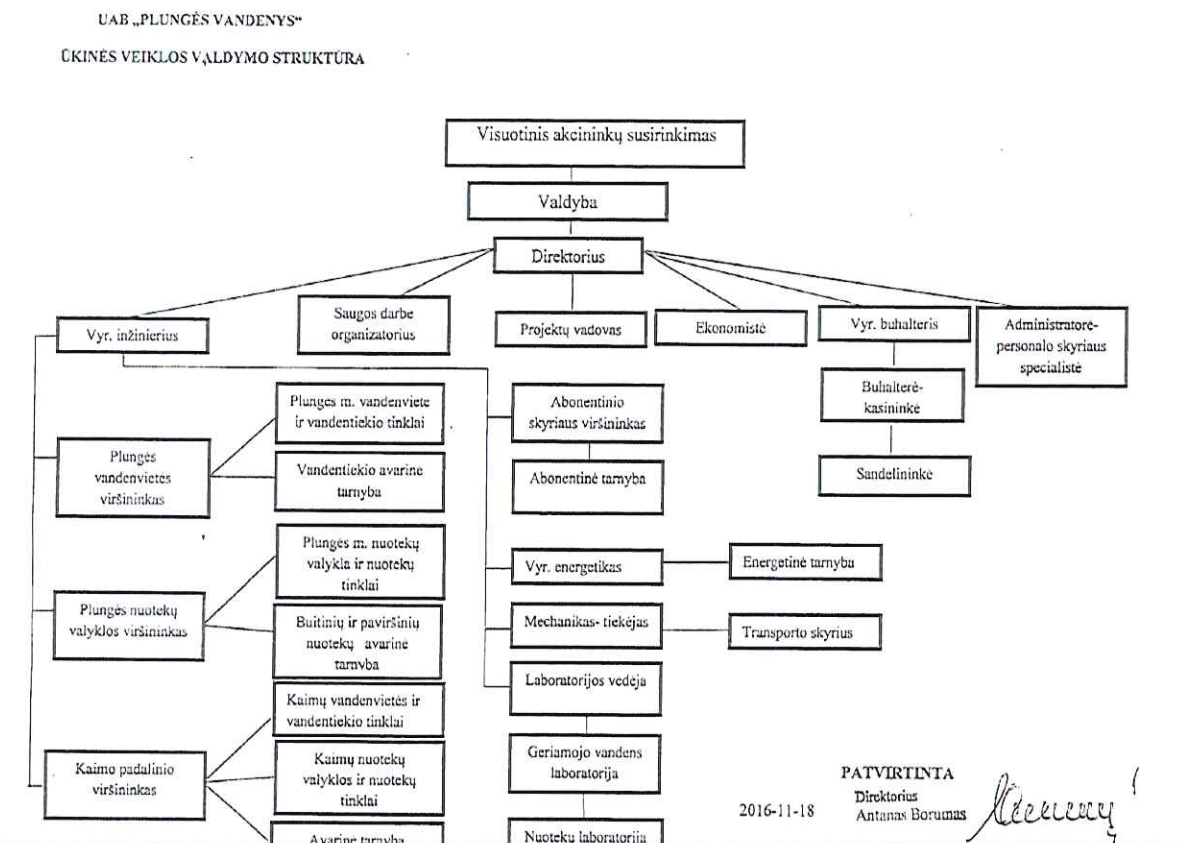 UAB „PLUNGĖS VANDENYS“
ŪKINĖS VEIKLOS VALDYMO STRUKTŪRA
Visuotinis akcininkų susirinkimas
Valdyba
Direktorius
Vyr. inžinierius
Saugos darbe
organizatorius
Projektų vadovas
Ekonomistė
Vyr. buhalteris
Administratorė-
personalo skyriaus
specialistė
Buhalterė-
kasininkė
Sandelininkė
Plungės
vandenvietės
viršininkas
Plungės m. vandenvietė
ir vandentiekio tinklai
Vandentiekio avarinė
tarnyba
Abonentinio
skyriaus viršininkas
Abonentinė tarnyba
Plungės nuotekų
valyklos viršininkas
Plungės m. nuotekų
valykla ir nuotekų
tinklai
Buitinių ir paviršinių
nuotekų avarinė
tarnyba
Vyr. energetikas
Energetinė tarnyba
Mechanikas- tiekėjas
Transporto skyrius
Laboratorijos vedėja
Geriamojo vandens
laboratorija
Nuotekų laboratorija
Kaimo padalinio
viršininkas
Kaimų vandenvietės ir
vandentiekio tinklai
Kaimų nuotekų
valyklos ir nuotekų
tinklai
Avarinė tarnyba
2016-11-18
PATVIRTINTA
Direktorius
Antanas Borumas